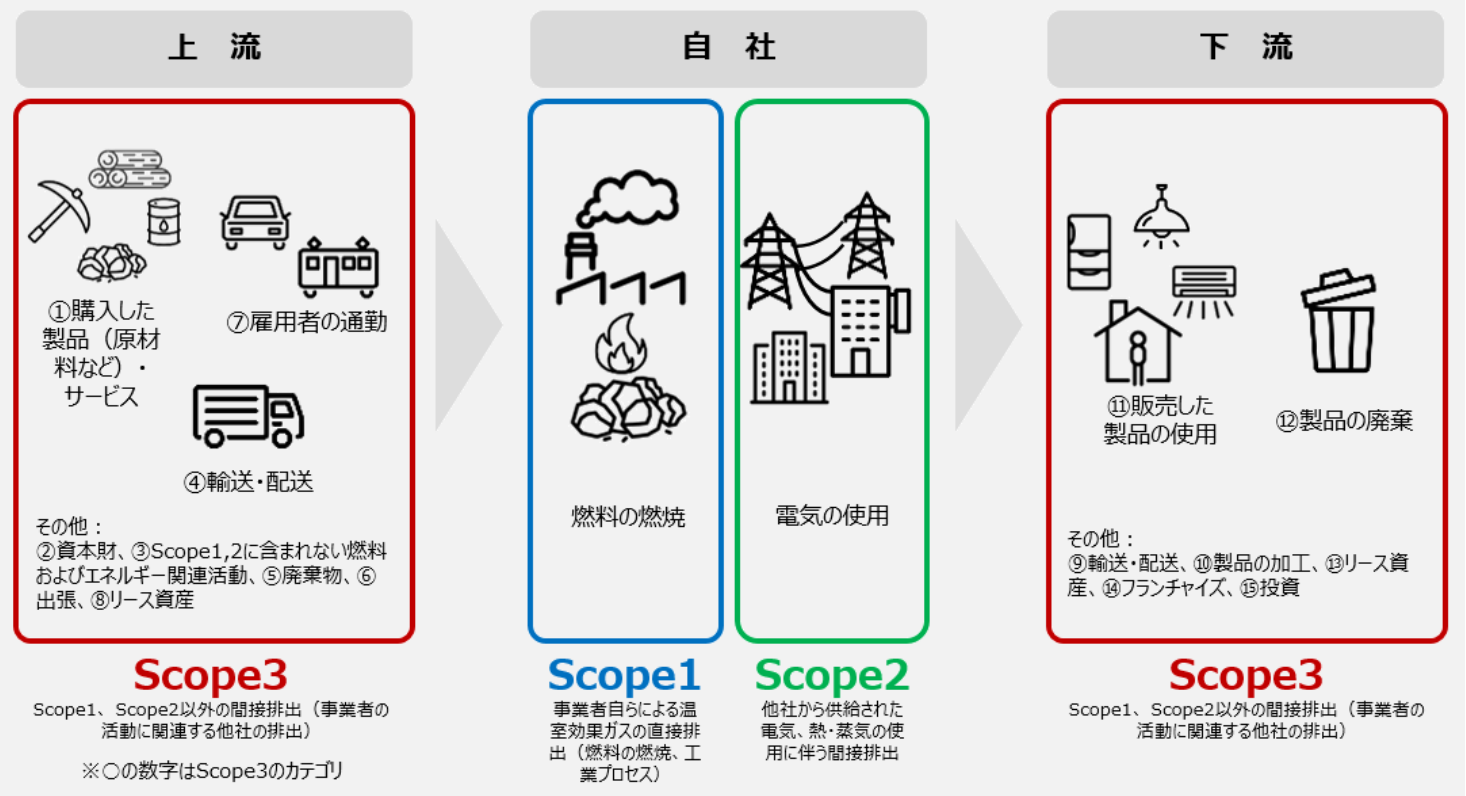 上 流
自 社
下 流
①購入した
製品（原材
料など）・
サービス
⑦雇用者の通勤
④輸送・配送
その他：
②資本財、③Scope1,2に含まれない燃料
およびエネルギー関連活動、⑤廃棄物、⑥
出張、⑧リース資産
燃料の燃焼
電気の使用
⑪販売した
製品の使用
⑫製品の廃棄
その他：
⑨輸送・配送、⑩製品の加工、⑬リース資
産、⑭フランチャイズ、⑮投資
Scope3
Scope1、Scope2以外の間接排出（事業者の
活動に関連する他社の排出）
※○の数字はScope3のカテゴリ
Scope1
事業者自らによる温
室効果ガスの直接排
出（燃料の燃焼、工
業プロセス）
Scope2
他社から供給された
電気、熱・蒸気の使
用に伴う間接排出
Scope3
Scope1、Scope2以外の間接排出（事業者の
活動に関連する他社の排出）